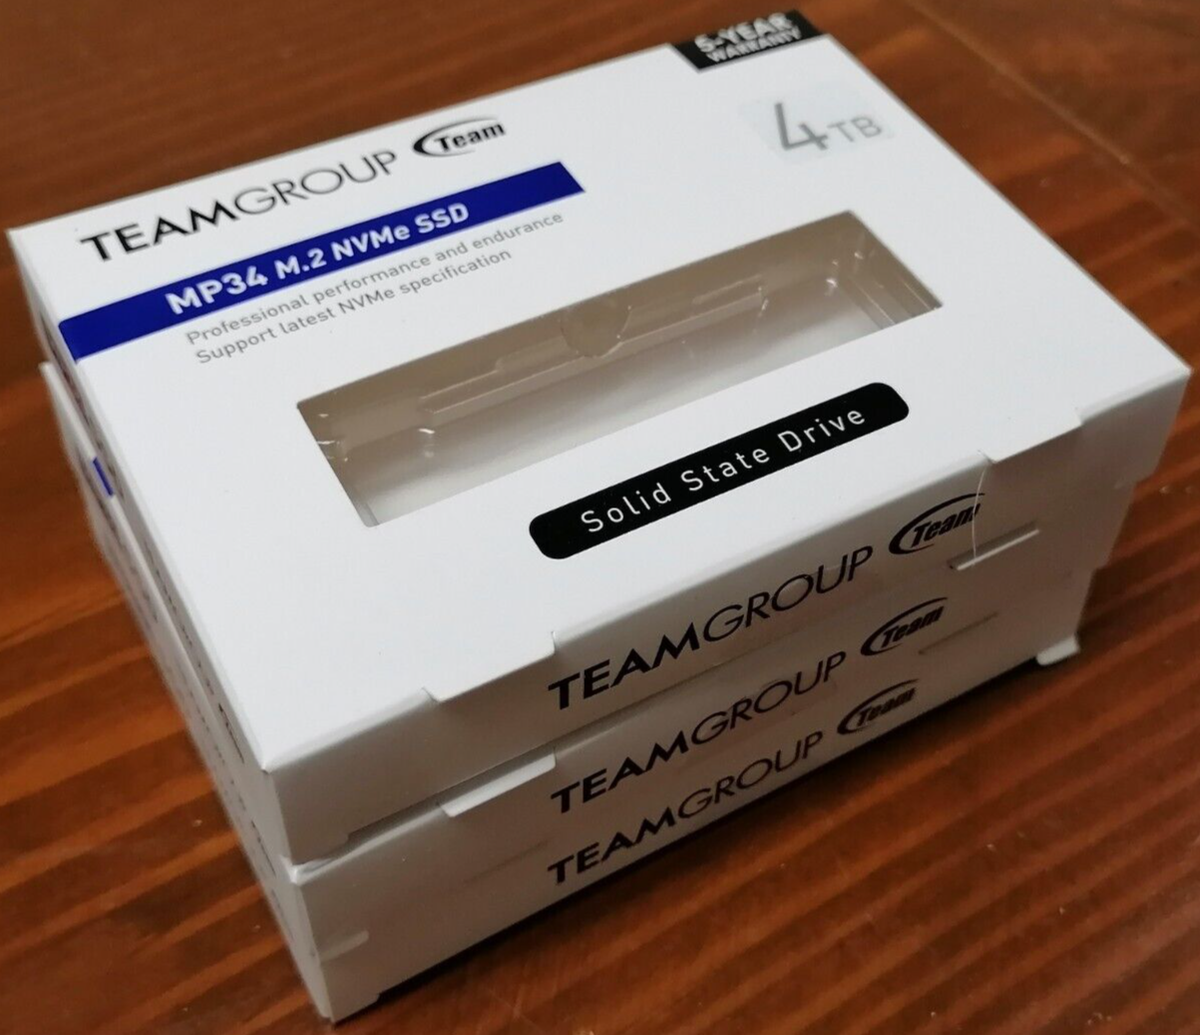 5-YEAR
WARRANTY
4TB
TEAMGROUP Team
MP34 M.2 NVMe SSD
Professional performance and endurance
Support latest NVMe specification
Solid State Drive
TEAMGROUP Team
TEAMGROUP Team
TEAMGROUP Team